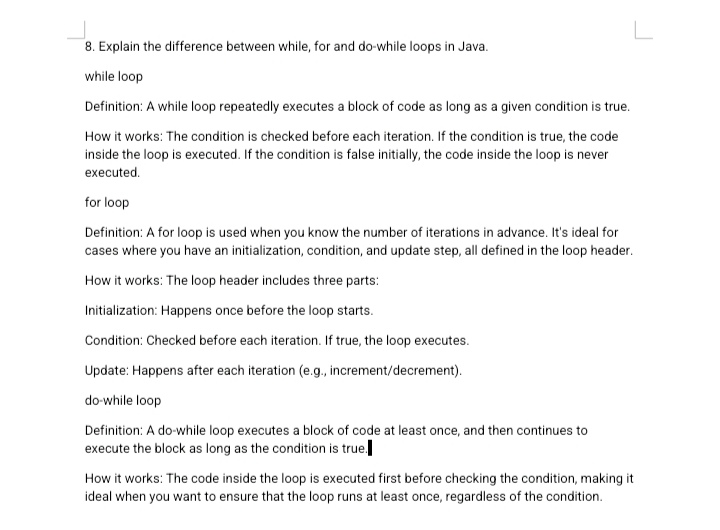 8. Explain the difference between while, for and do-while loops in Java.
while loop
Definition: A while loop repeatedly executes a block of code as long as a given condition is true.
How it works: The condition is checked before each iteration. If the condition is true, the code
inside the loop is executed. If the condition is false initially, the code inside the loop is never
executed.
for loop
Definition: A for loop is used when you know the number of iterations in advance. It's ideal for
cases where you have an initialization, condition, and update step, all defined in the loop header.
How it works: The loop header includes three parts:
Initialization: Happens once before the loop starts.
Condition: Checked before each iteration. If true, the loop executes.
Update: Happens after each iteration (e.g., increment/decrement).
do-while loop
Definition: A do-while loop executes a block of code at least once, and then continues to
execute the block as long as the condition is true.
How it works: The code inside the loop is executed first before checking the condition, making it
ideal when you want to ensure that the loop runs at least once, regardless of the condition.